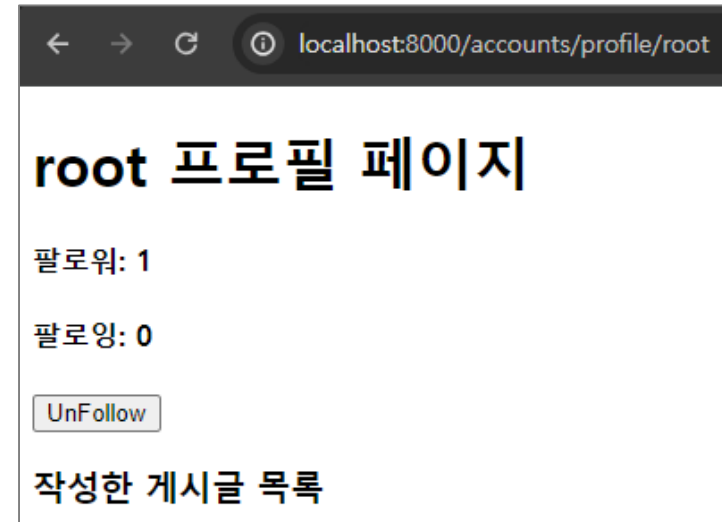 localhost:8000/accounts/profile/root
root 프로필 페이지
팔로워: 1
팔로잉: 0
UnFollow
작성한 게시글 목록